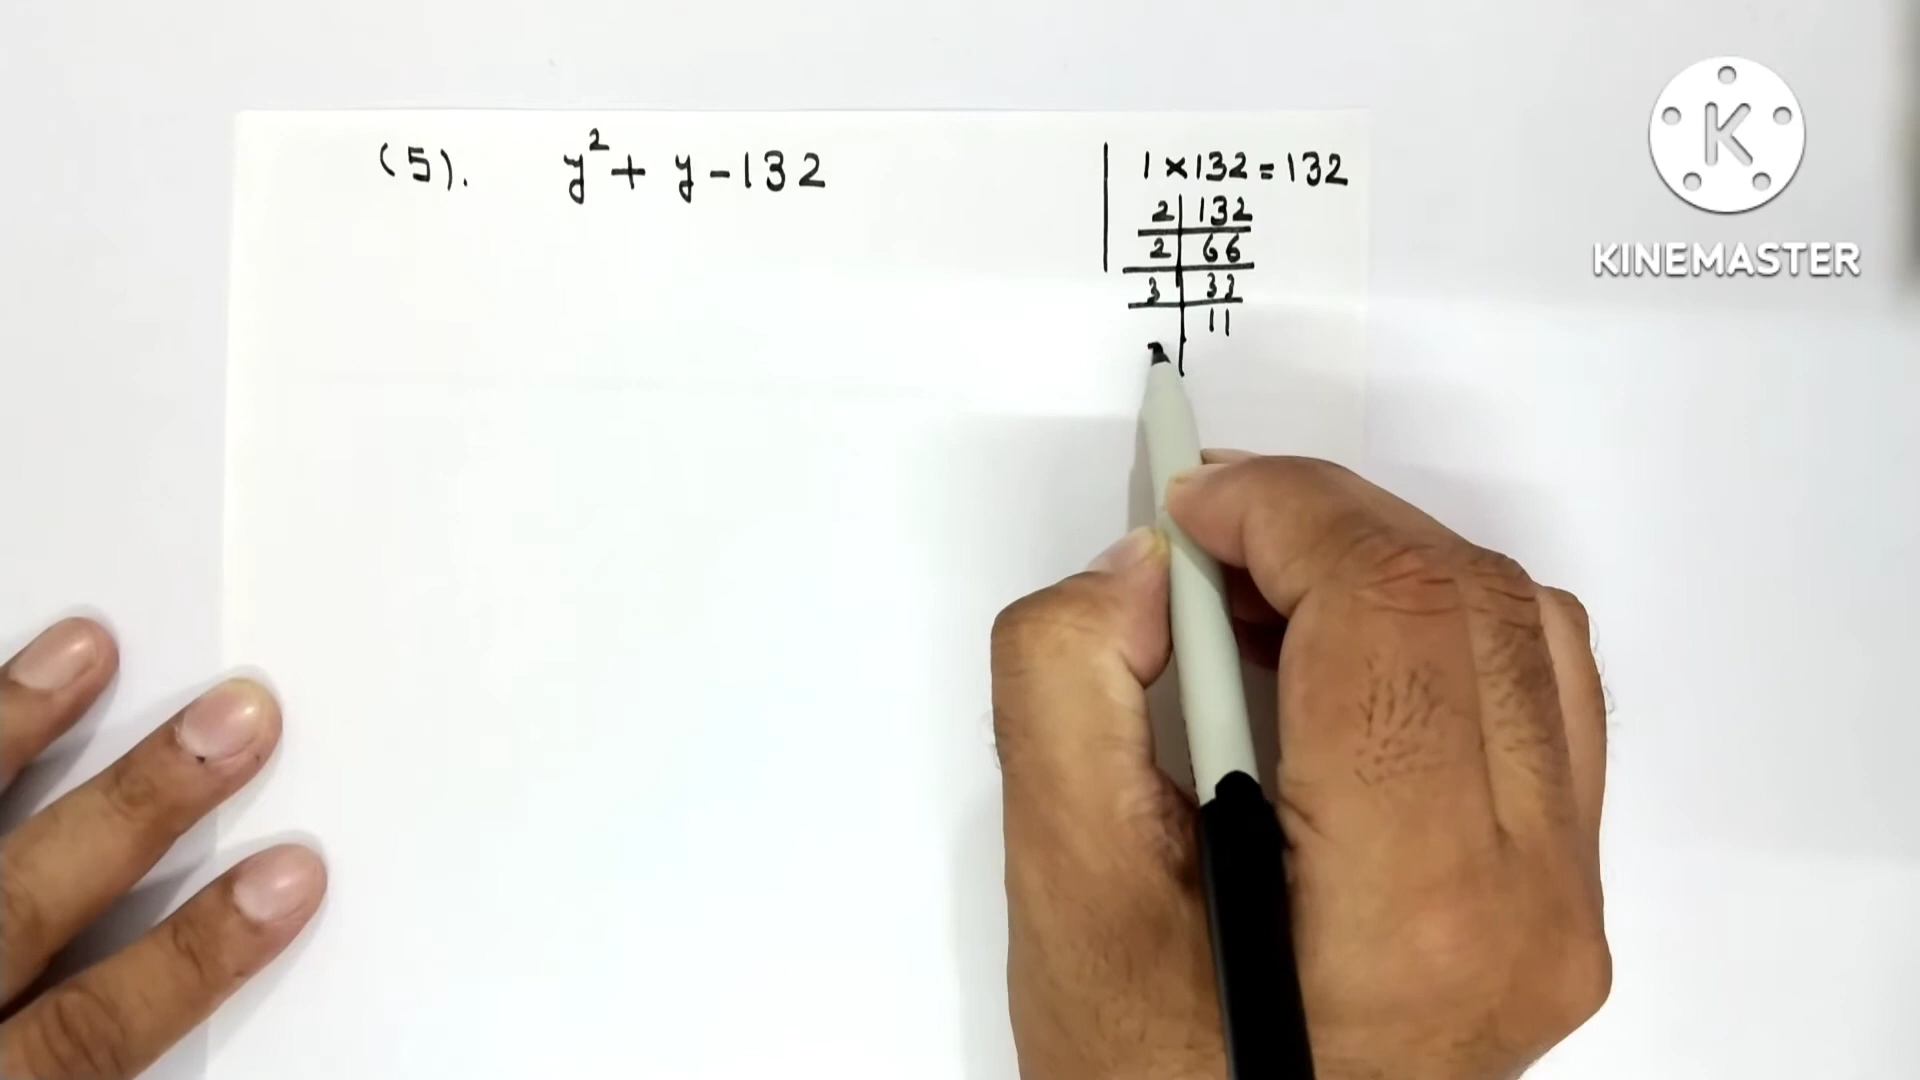 (5). y² + y - 132
1 × 132 = 132
2 | 132
2 | 66
3 | 33
11
K
KINEMASTER